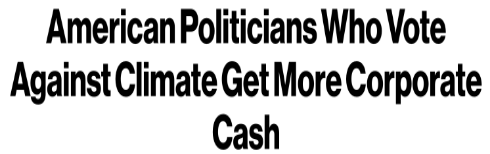 American Politicians Who Vote
Against Climate Get More Corporate
Cash